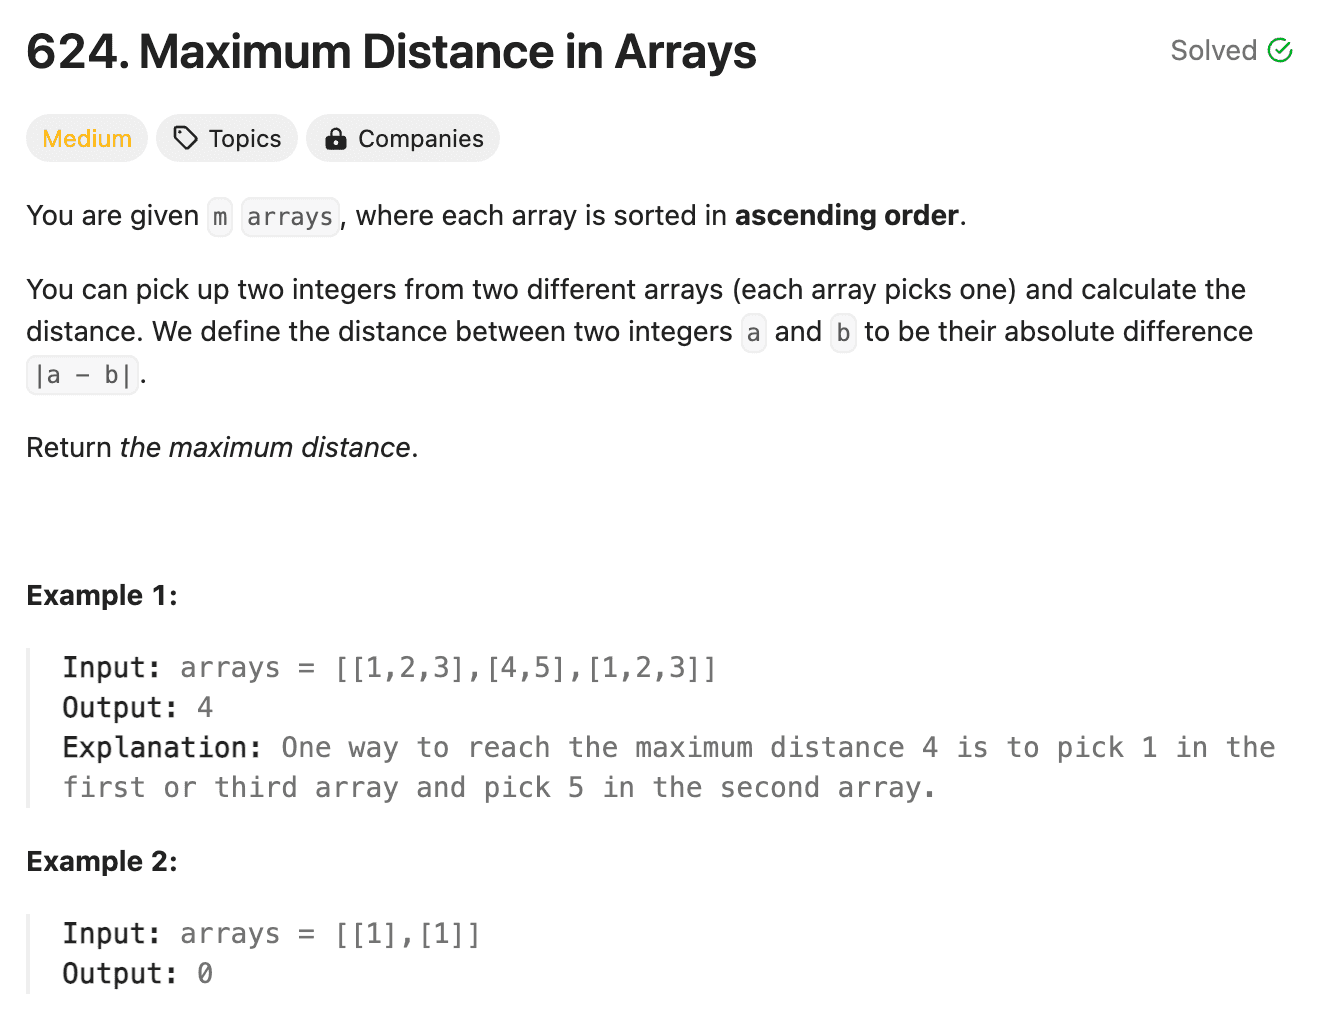 624. Maximum Distance in Arrays
Solved
Medium
Topics
Companies
You are given m arrays, where each array is sorted in ascending order.
You can pick up two integers from two different arrays (each array picks one) and calculate the
distance. We define the distance between two integers a and b to be their absolute difference
|a - b|.
Return the maximum distance.
Example 1:
Input: arrays = [[1,2,3],[4,5],[1,2,3]]
Output: 4
Explanation: One way to reach the maximum distance 4 is to pick 1 in the
first or third array and pick 5 in the second array.
Example 2:
Input: arrays = [[1],[1]]
Output: 0